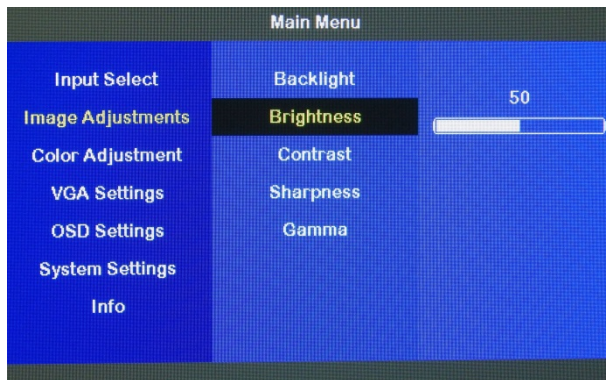 Main Menu
Input Select
Image Adjustments
Color Adjustment
VGA Settings
OSD Settings
System Settings
Info
Backlight
Brightness
Contrast
Sharpness
Gamma
50